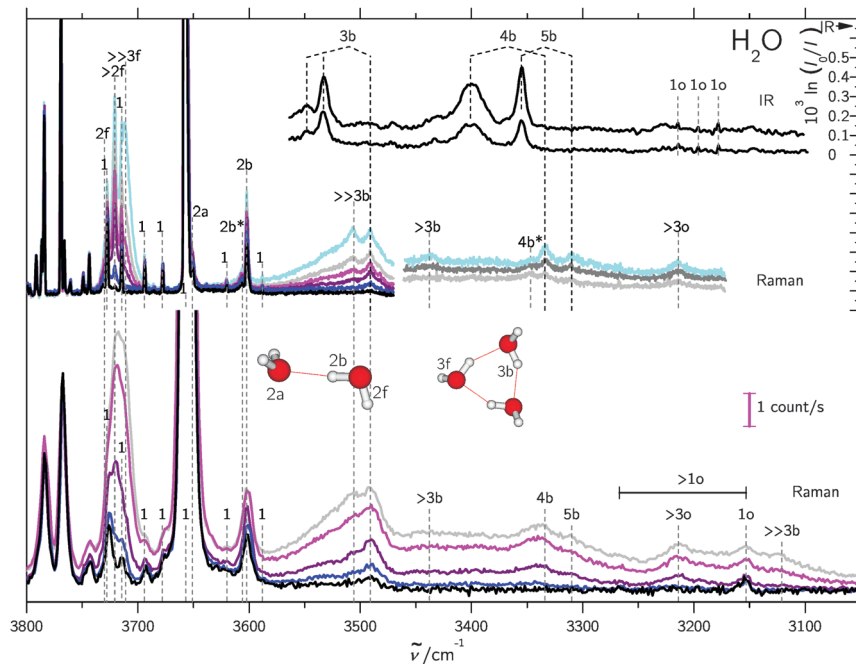 H₂O
IR
0.5
0.4
0.3
0.2
0.1
0
10³ ln (I₀/I)
3b
4b
5b
1o 1o 1o
IR
>>3f
>2f
1
2f
1
1
1
2a
2b
2b*
1
1
>>3b
>3b
4b*
>3o
Raman
1
2b
2a
2f
3f
3b
1 count/s
1
1
1
1
1
1
1
1
>3b
4b
5b
>1o
>3o
1o
>>3b
Raman
3800 3700 3600 3500 3400 3300 3200 3100
ν̃/cm⁻¹